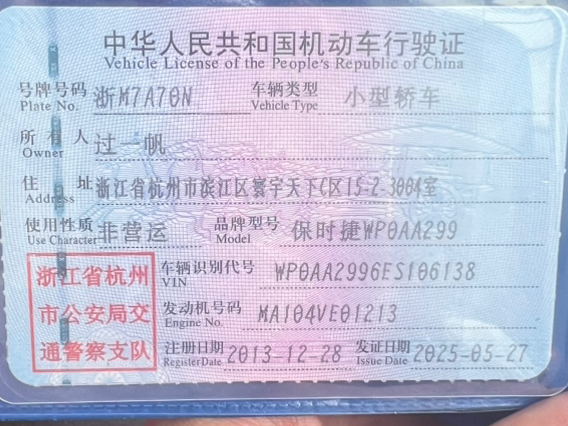 中华人民共和国机动车行驶证
Vehicle License of the People's Republic of China
号牌号码 浙M7A70N 车辆类型 小型轿车
Plate No. Vehicle Type
所有人 过一帆
Owner
住址 浙江省杭州市滨江区寰宇天下C区15-2-3004室
Address
使用性质 非营运 品牌型号 保时捷WP0AA299
Use Character Model
浙江省杭州
市公安局交
通警察支队
车辆识别代号 WP0AA2996ES106138
VIN
发动机号码 MA104VE01213
Engine No.
注册日期 2013-12-28 发证日期 2025-05-27
Register Date Issue Date